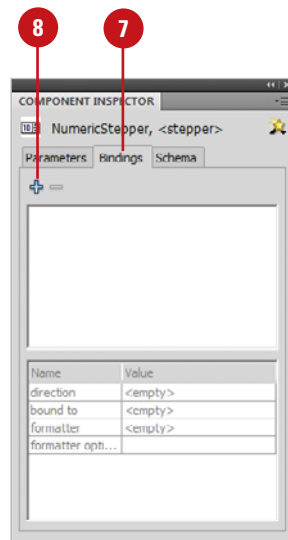 8 7
COMPONENT INSPECTOR
NumericStepper, <stepper>
Parameters Bindings Schema
Name Value
direction <empty>
bound to <empty>
formatter <empty>
formatter opti...